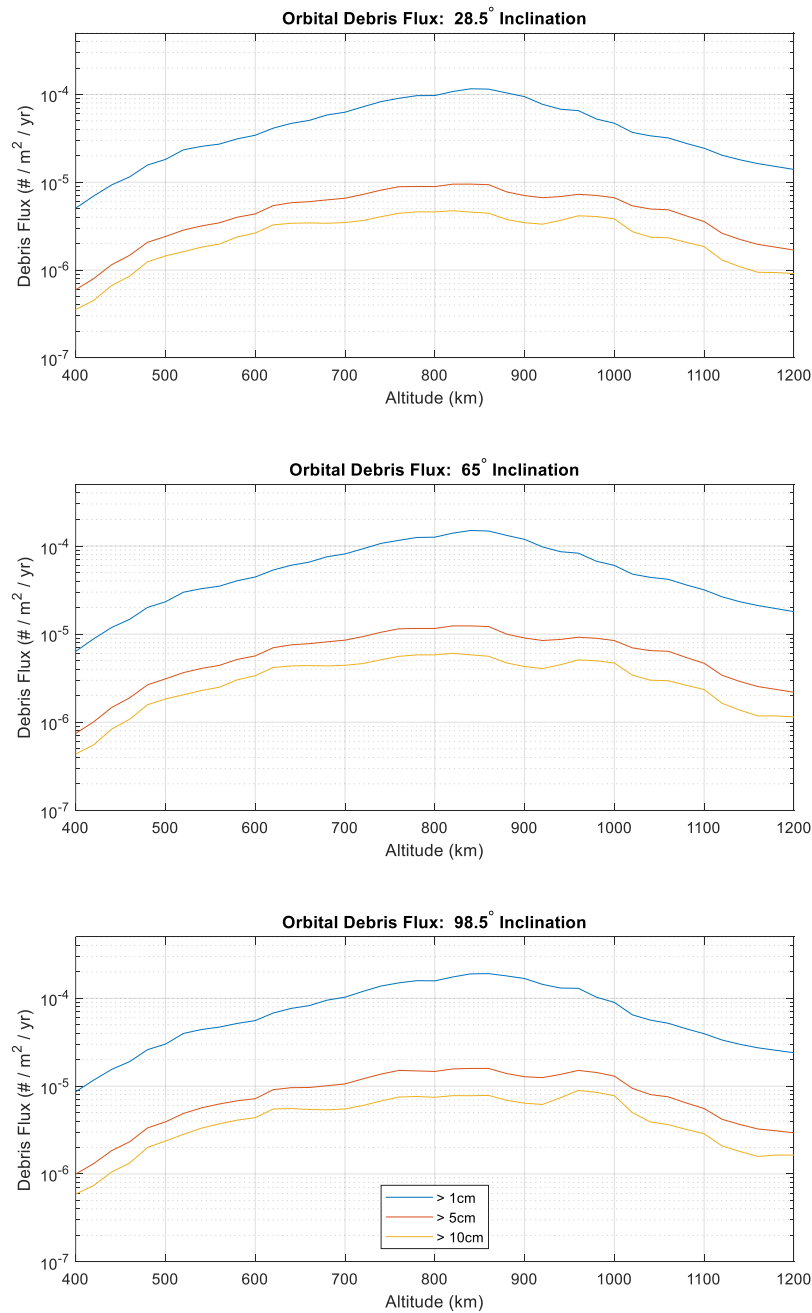 Orbital Debris Flux:  28.5° Inclination
Debris Flux (# / m² / yr)
10⁻⁴
10⁻⁵
10⁻⁶
10⁻⁷
400 500 600 700 800 900 1000 1100 1200
Altitude (km)
Orbital Debris Flux:  65° Inclination
Debris Flux (# / m² / yr)
10⁻⁴
10⁻⁵
10⁻⁶
10⁻⁷
400 500 600 700 800 900 1000 1100 1200
Altitude (km)
Orbital Debris Flux:  98.5° Inclination
Debris Flux (# / m² / yr)
10⁻⁴
10⁻⁵
10⁻⁶
10⁻⁷
> 1cm
> 5cm
> 10cm
400 500 600 700 800 900 1000 1100 1200
Altitude (km)